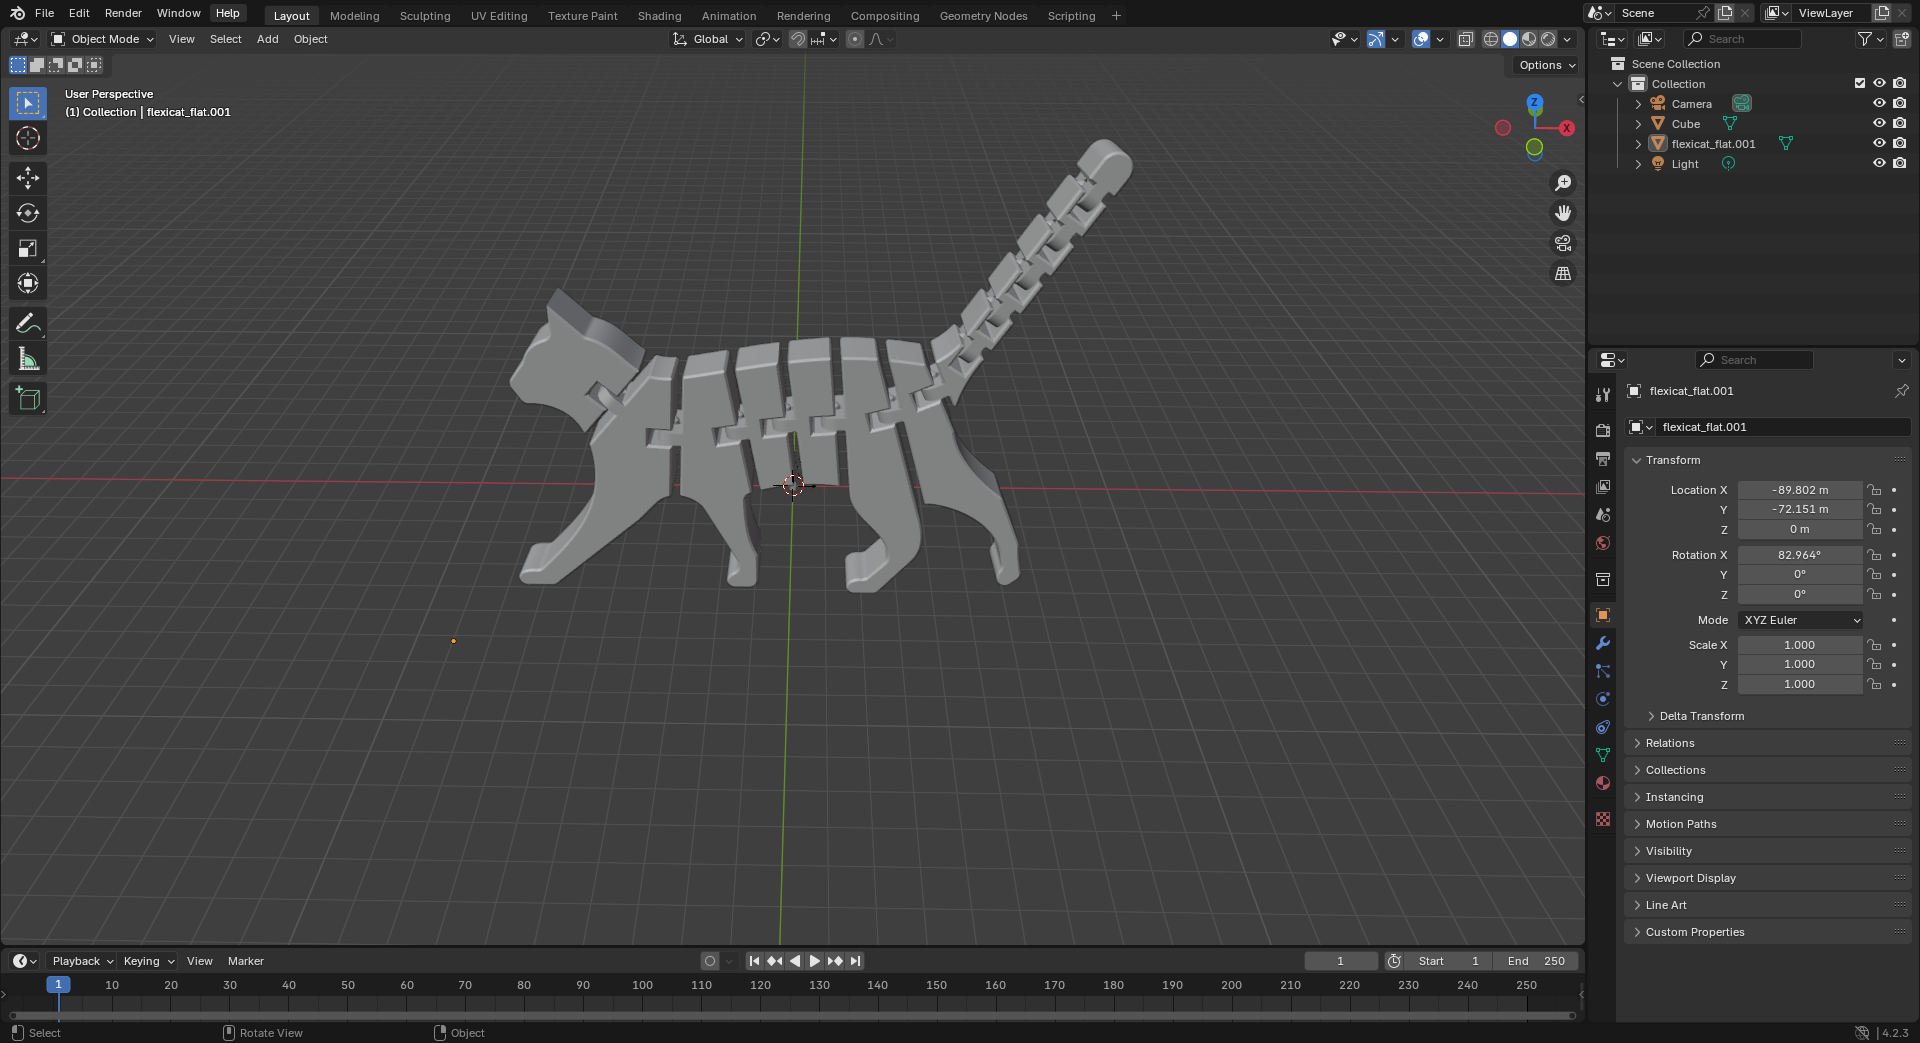 File Edit Render Window Help
Layout Modeling Sculpting UV Editing Texture Paint Shading Animation Rendering Compositing Geometry Nodes Scripting +
Scene
ViewLayer
Object Mode View Select Add Object
Global
Search
Options
User Perspective
(1) Collection | flexicat_flat.001
Z
X
Scene Collection
Collection
Camera
Cube
flexicat_flat.001
Light
Search
flexicat_flat.001
flexicat_flat.001
Transform
Location X -89.802 m
Y -72.151 m
Z 0 m
Rotation X 82.964°
Y 0°
Z 0°
Mode XYZ Euler
Scale X 1.000
Y 1.000
Z 1.000
Delta Transform
Relations
Collections
Instancing
Motion Paths
Visibility
Viewport Display
Line Art
Custom Properties
Playback Keying View Marker
1 Start 1 End 250
1 10 20 30 40 50 60 70 80 90 100 110 120 130 140 150 160 170 180 190 200 210 220 230 240 250
Select Rotate View Object
4.2.3